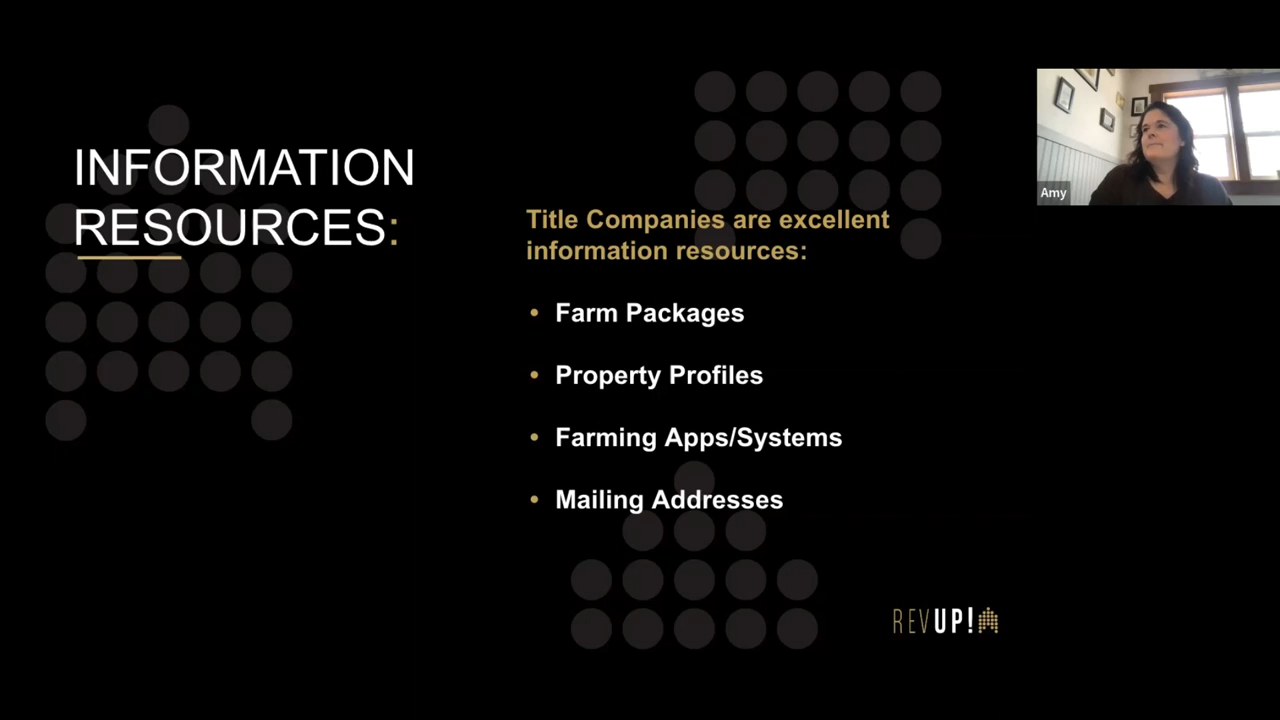 INFORMATION
RESOURCES:
Title Companies are excellent
information resources:
• Farm Packages
• Property Profiles
• Farming Apps/Systems
• Mailing Addresses
Amy
REVUP!